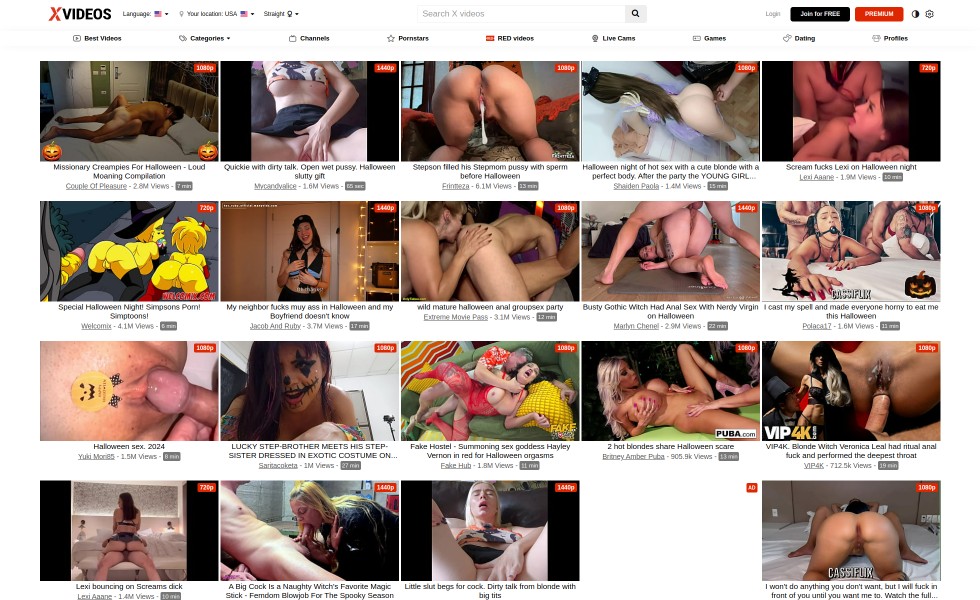 XVIDEOS
Language:
Your location: USA
Straight
Search X videos
Login
Join for FREE
PREMIUM
Best Videos
Categories
Channels
Pornstars
RED videos
Live Cams
Games
Dating
Profiles
1080p
1440p
1080p
1080p
720p
Missionary Creampies For Halloween - Loud
Moaning Compilation
Couple Of Pleasure - 2.8M Views - 7 min
Quickie with dirty talk. Open wet pussy. Halloween
slutty gift
Mycandyalice - 1.6M Views - 65 sec
Stepson filled his Stepmom pussy with sperm
before Halloween
Frintteza - 6.1M Views - 13 min
Halloween night of hot sex with a cute blonde with a
perfect body. After the party the YOUNG GIRL...
Shaiden Paola - 1.4M Views - 15 min
Scream fucks Lexi on Halloween night
Lexi Aaane - 1.9M Views - 10 min
720p
WELCOMIX.COM
1440p
1080p
1440p
1080p
CASSIFLIX
Special Halloween Night! Simpsons Porn!
Simptoons!
Welcomix - 4.1M Views - 6 min
My neighbor fucks muy ass in Halloween and my
Boyfriend doesn't know
Jacob And Ruby - 3.7M Views - 17 min
wild mature halloween anal groupsex party
Extreme Movie Pass - 3.1M Views - 12 min
Busty Gothic Witch Had Anal Sex With Nerdy Virgin
on Halloween
Marlyn Chenel - 2.9M Views - 22 min
I cast my spell and made everyone horny to eat me
this Halloween
Polaca17 - 1.6M Views - 11 min
1080p
1080p
1080p
FAKE
1080p
PUBA.com
1080p
VIP4K
.com
Halloween sex. 2024
Yuki Mori85 - 1.5M Views - 8 min
LUCKY STEP-BROTHER MEETS HIS STEP-
SISTER DRESSED IN EXOTIC COSTUME ON...
Saritacoketa - 1M Views - 27 min
Fake Hostel - Summoning sex goddess Hayley
Vernon in red for Halloween orgasms
Fake Hub - 1.8M Views - 11 min
2 hot blondes share Halloween scare
Britney Amber Puba - 905.9k Views - 13 min
VIP4K. Blonde Witch Veronica Leal had ritual anal
fuck and performed the deepest throat
VIP4K - 712.5k Views - 19 min
720p
1440p
1440p
AD
1080p
CASSIFLIX
Lexi bouncing on Screams dick
Lexi Aaane - 1.4M Views - 10 min
A Big Cock Is a Naughty Witch's Favorite Magic
Stick - Femdom Blowjob For The Spooky Season
Little slut begs for cock. Dirty talk from blonde with
big tits
I won't do anything you don't want, but I will fuck in
front of you until you want me to. Watch the full...